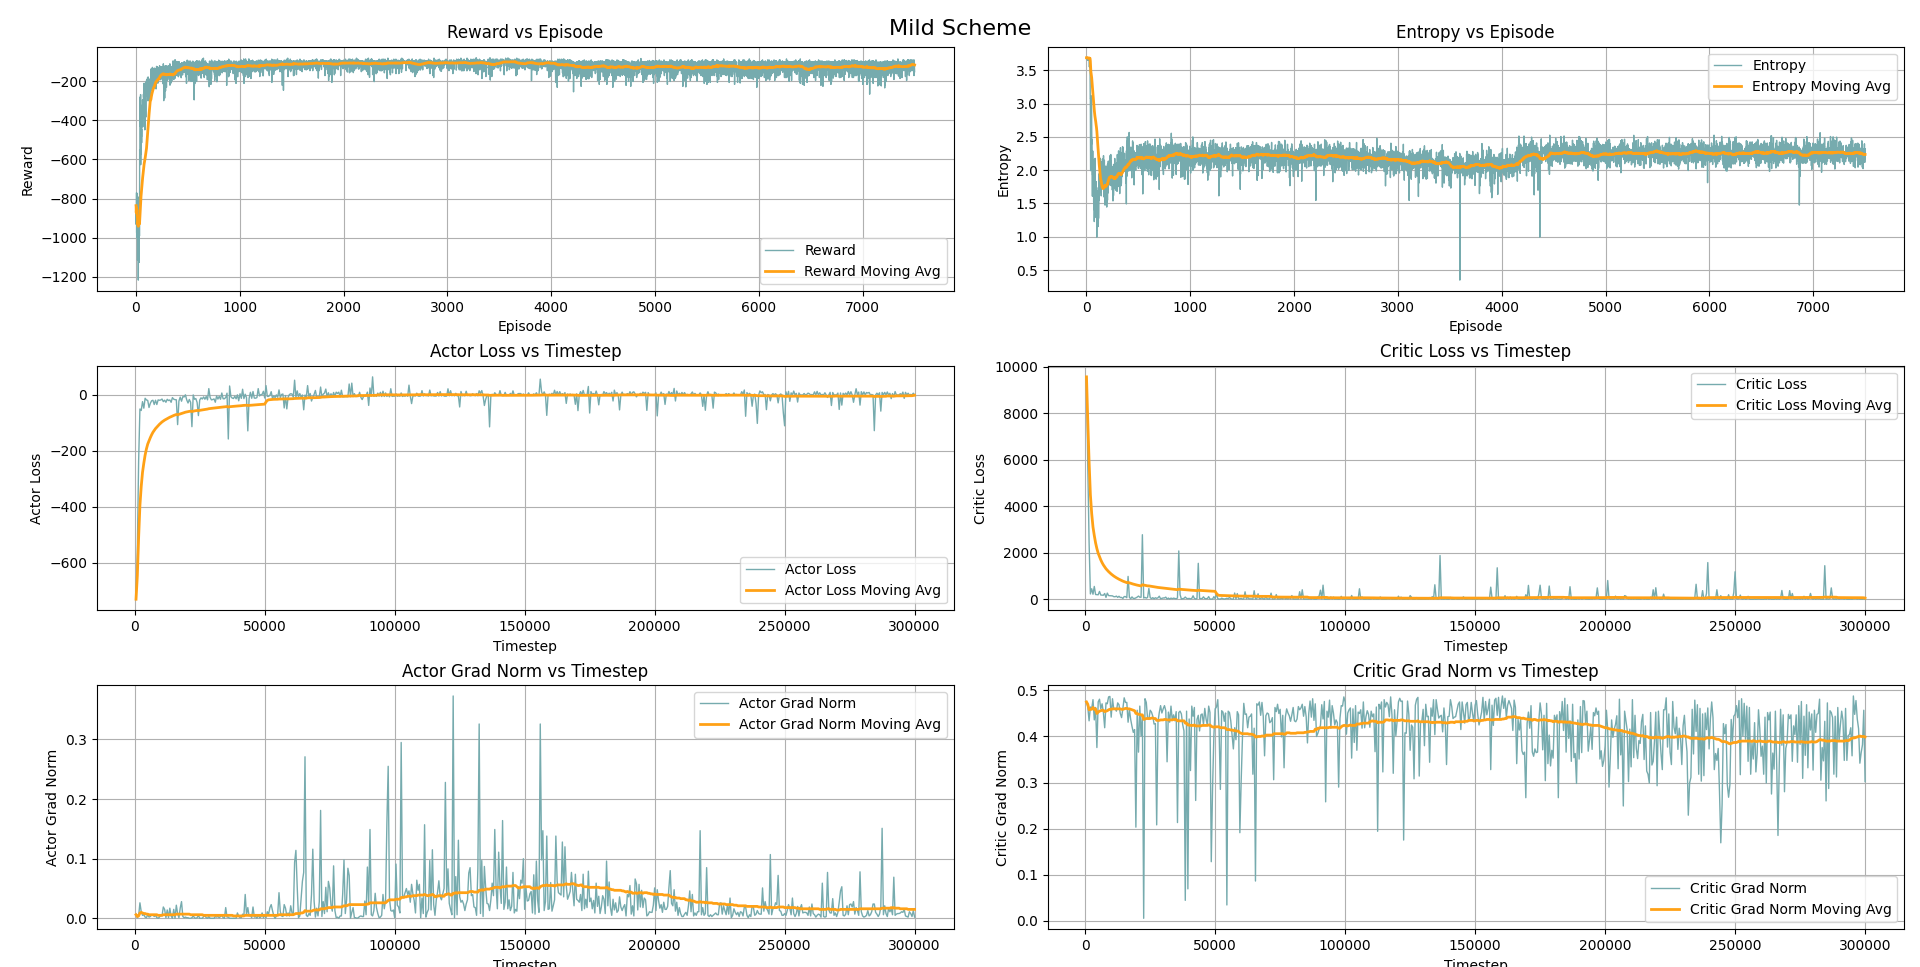 Mild Scheme
Reward vs Episode
Reward
−200
−400
−600
−800
−1000
−1200
0 1000 2000 3000 4000 5000 6000 7000
Episode
Reward
Reward Moving Avg
Entropy vs Episode
Entropy
3.5
3.0
2.5
2.0
1.5
1.0
0.5
0 1000 2000 3000 4000 5000 6000 7000
Episode
Entropy
Entropy Moving Avg
Actor Loss vs Timestep
Actor Loss
0
−200
−400
−600
0 50000 100000 150000 200000 250000 300000
Timestep
Actor Loss
Actor Loss Moving Avg
Critic Loss vs Timestep
Critic Loss
10000
8000
6000
4000
2000
0
0 50000 100000 150000 200000 250000 300000
Timestep
Critic Loss
Critic Loss Moving Avg
Actor Grad Norm vs Timestep
Actor Grad Norm
0.3
0.2
0.1
0.0
0 50000 100000 150000 200000 250000 300000
Timestep
Actor Grad Norm
Actor Grad Norm Moving Avg
Critic Grad Norm vs Timestep
Critic Grad Norm
0.5
0.4
0.3
0.2
0.1
0.0
0 50000 100000 150000 200000 250000 300000
Timestep
Critic Grad Norm
Critic Grad Norm Moving Avg